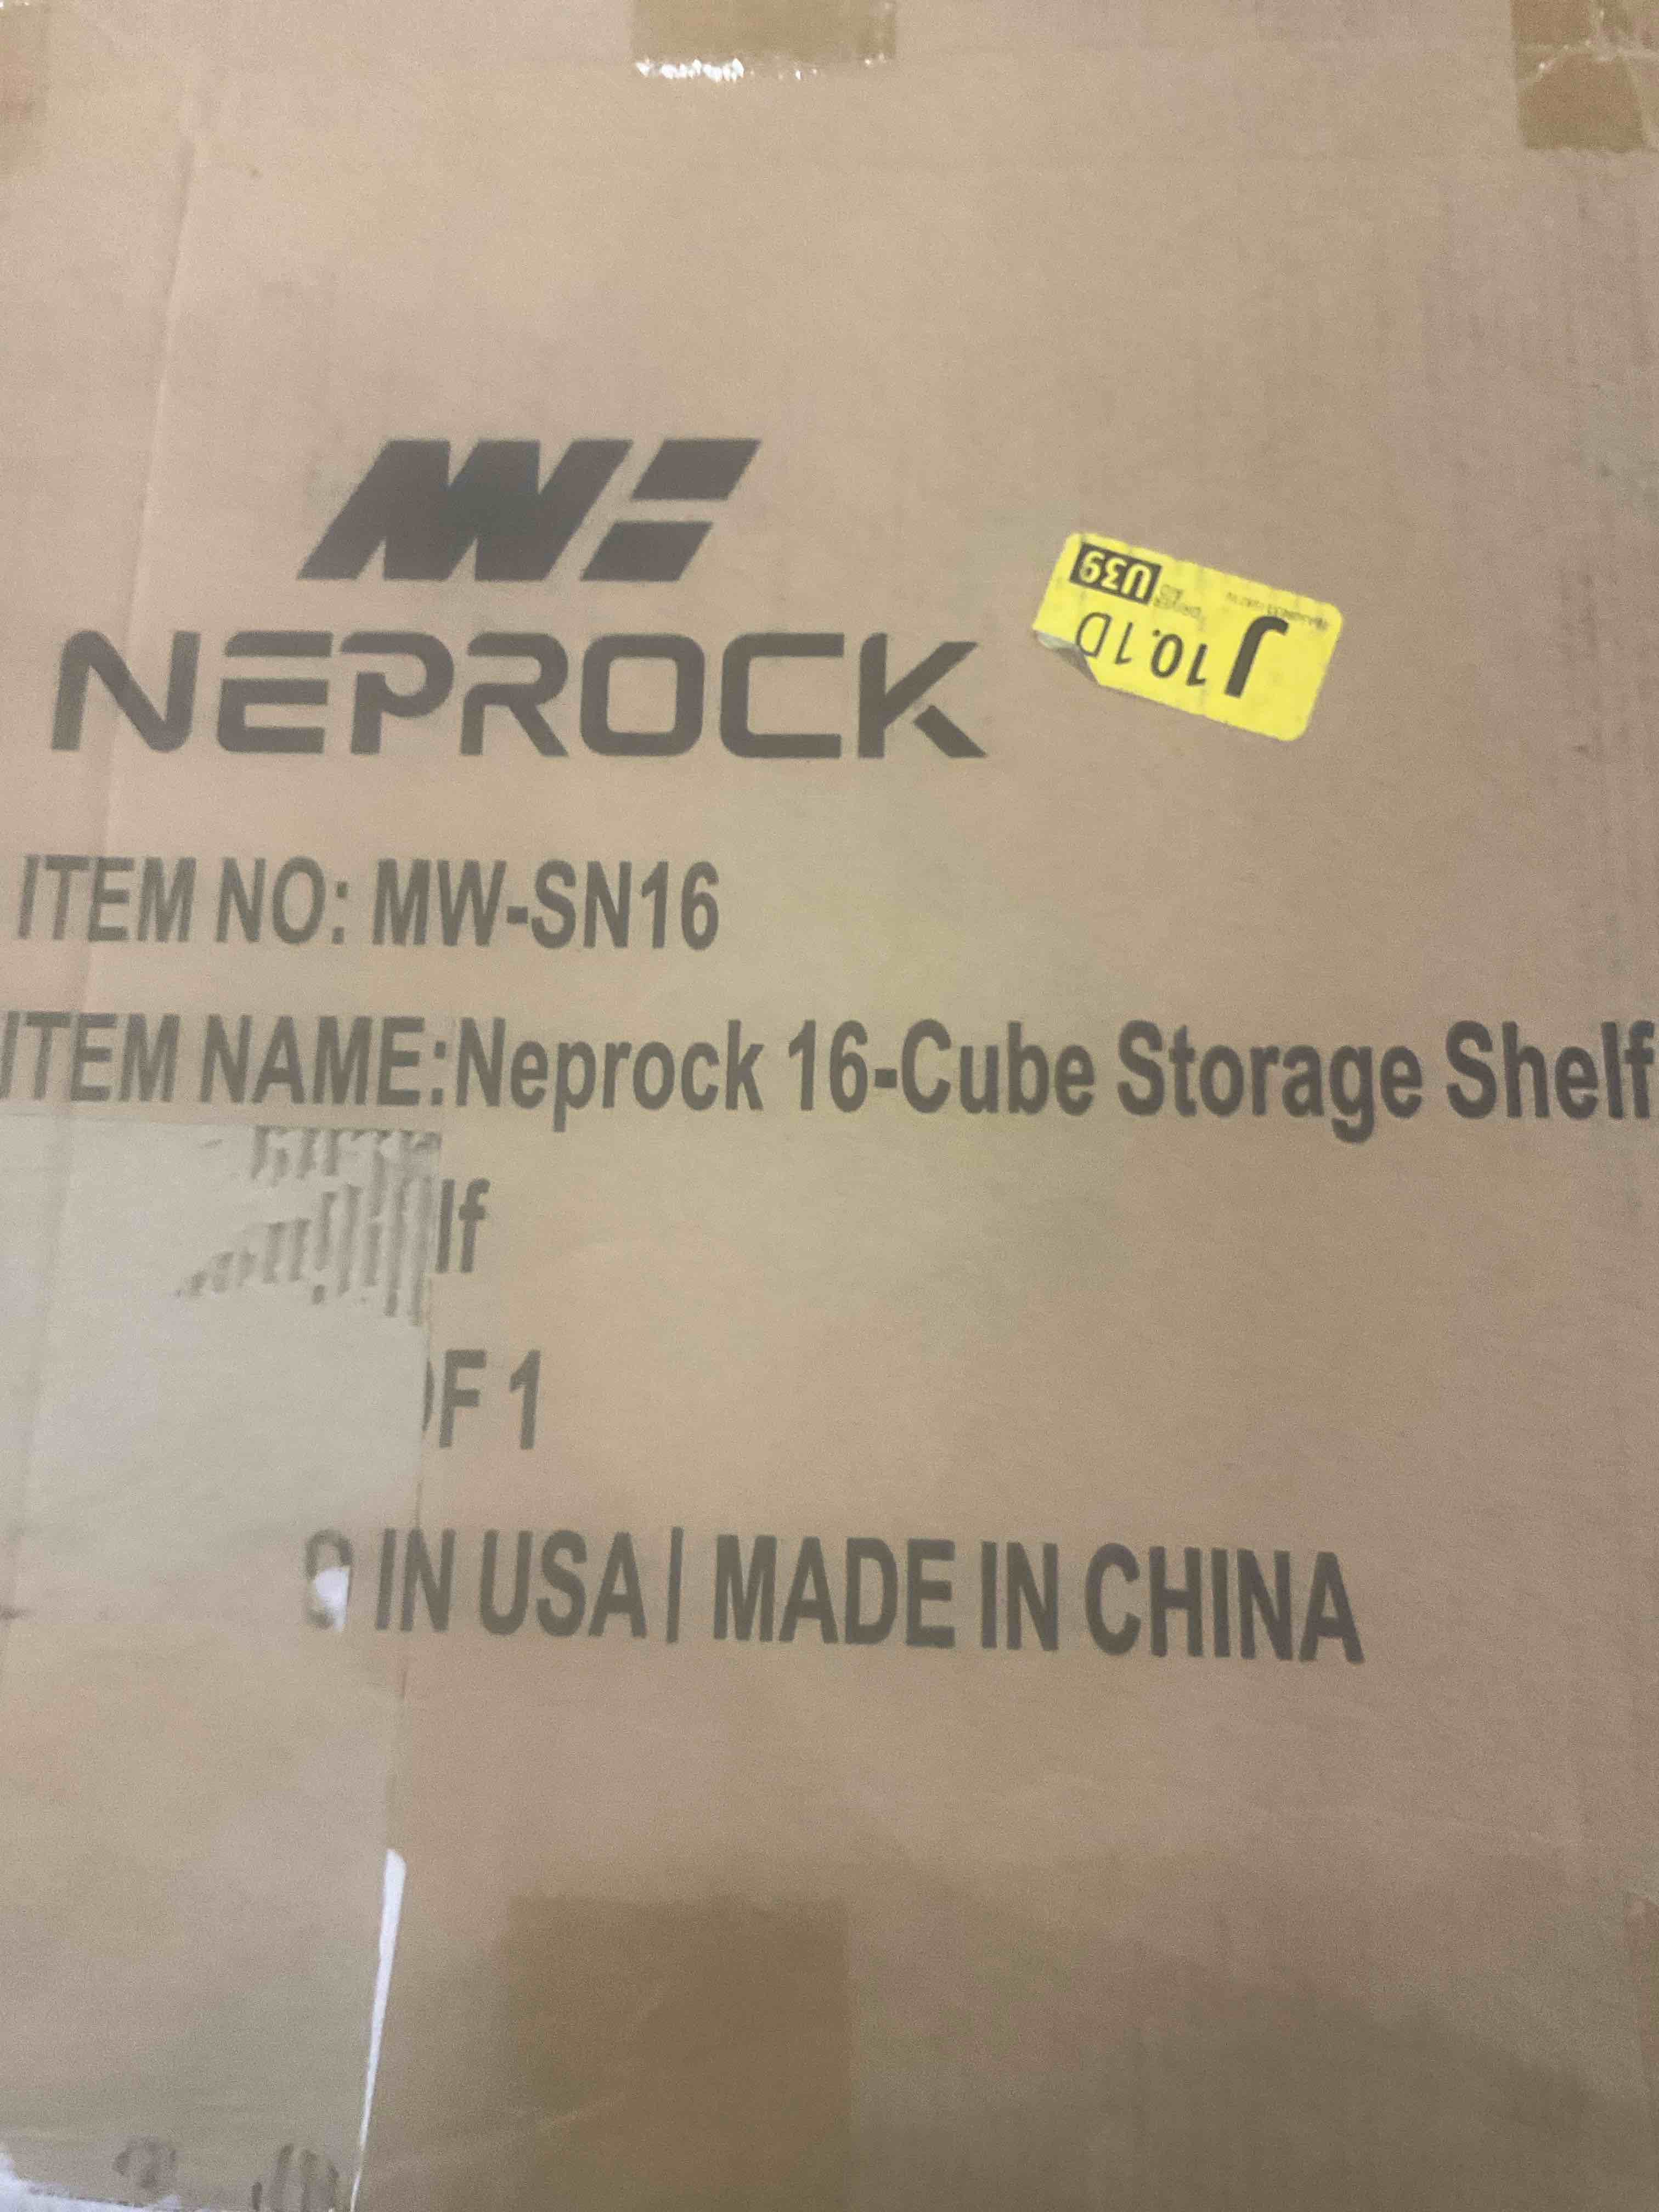 NEPROCK
U39
J 10.1D
ITEM NO: MW-SN16
ITEM NAME:Neprock 16-Cube Storage Shelf
lf
OF 1
IN USA| MADE IN CHINA